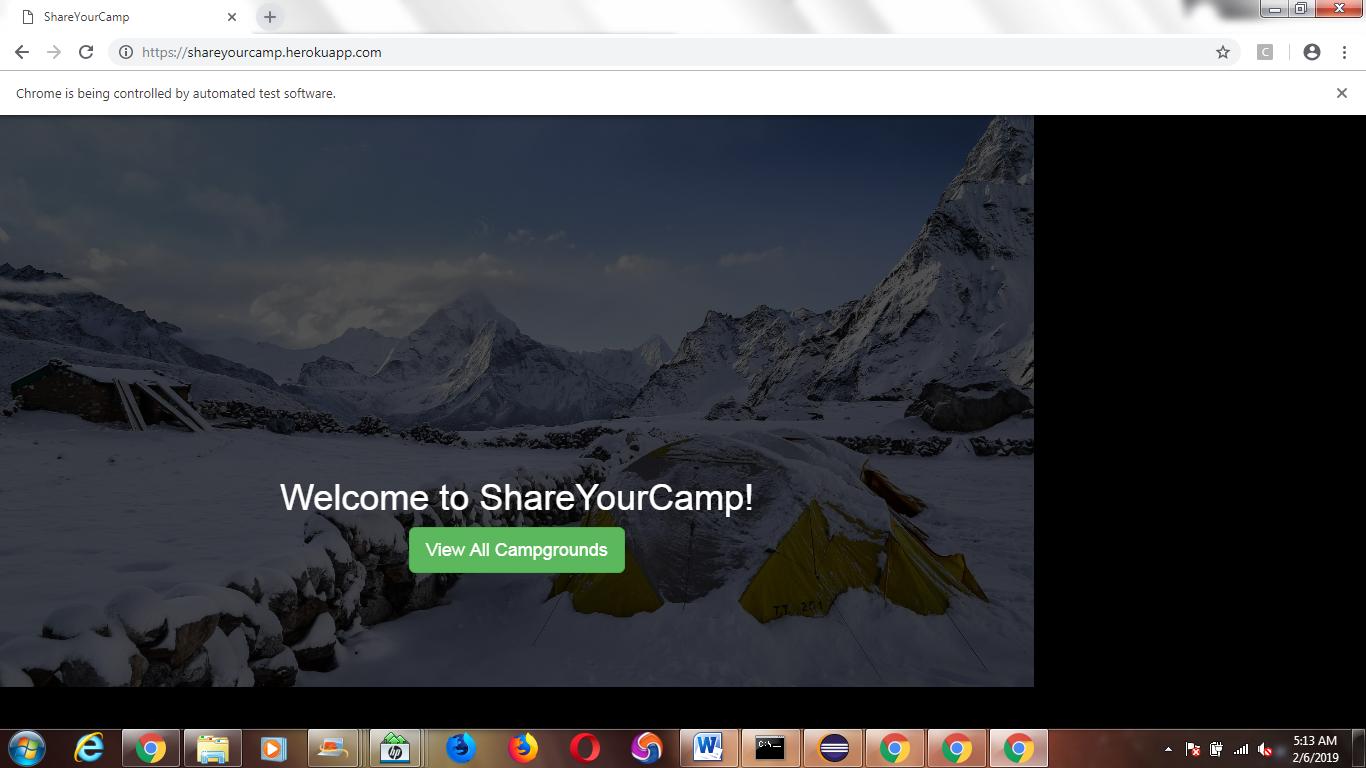 ShareYourCamp
https://shareyourcamp.herokuapp.com
C
Chrome is being controlled by automated test software.
Welcome to ShareYourCamp!
View All Campgrounds
hp
W
C:\
5:13 AM
2/6/2019